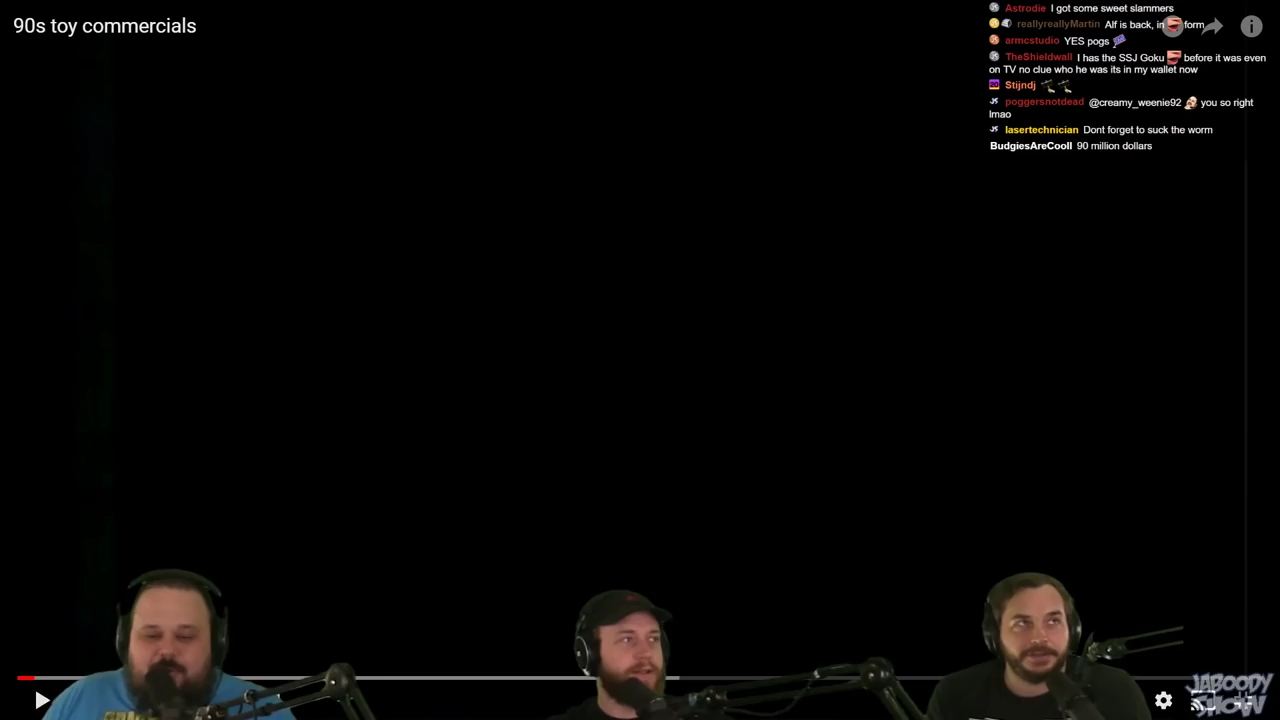 90s toy commercials
Astrodie I got some sweet slammers
reallyreallyMartin Alf is back, in form
armcstudio YES pogs
TheShieldwall I has the SSJ Goku before it was even
on TV no clue who he was its in my wallet now
Stijndj
poggersnotdead @creamy_weenie92 you so right
lmao
lasertechnician Dont forget to suck the worm
BudgiesAreCooll 90 million dollars
JABOODY
SHOW